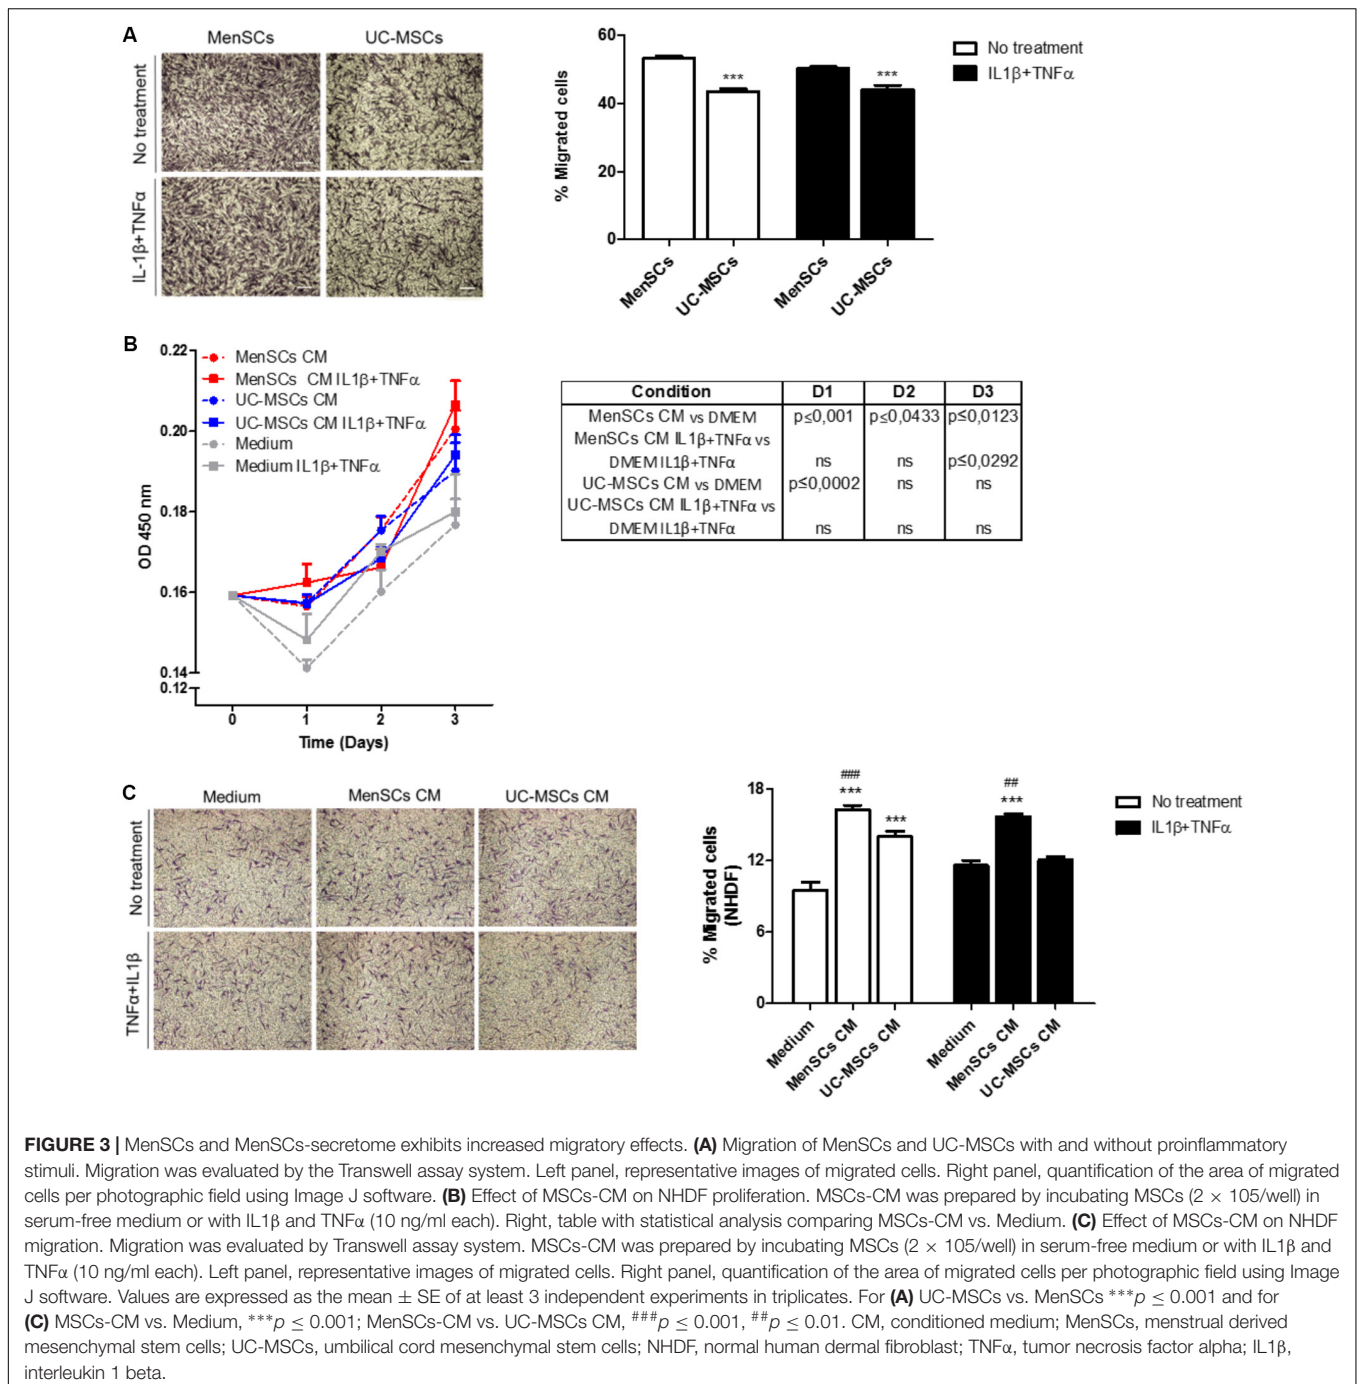 A
MenSCs
UC-MSCs
No treatment
IL-1β+TNFα
60
40
20
0
% Migrated cells
***
***
MenSCs
UC-MSCs
MenSCs
UC-MSCs
No treatment
IL1β+TNFα
B
0.22
0.20
0.18
0.16
0.14
0.12
OD 450 nm
MenSCs CM
MenSCs CM IL1β+TNFα
UC-MSCs CM
UC-MSCs CM IL1β+TNFα
Medium
Medium IL1β+TNFα
0 1 2 3
Time (Days)
Condition D1 D2 D3
MenSCs CM vs DMEM p≤0,001 p≤0,0433 p≤0,0123
MenSCs CM IL1β+TNFα vs
DMEM IL1β+TNFα ns ns p≤0,0292
UC-MSCs CM vs DMEM p≤0,0002 ns ns
UC-MSCs CM IL1β+TNFα vs
DMEM IL1β+TNFα ns ns ns
C
Medium
MenSCs CM
UC-MSCs CM
No treatment
TNFα+IL1β
18
12
6
0
% Migrated cells
(NHDF)
###
***
***
##
***
Medium
MenSCs CM
UC-MSCs CM
Medium
MenSCs CM
UC-MSCs CM
No treatment
IL1β+TNFα
FIGURE 3 | MenSCs and MenSCs-secretome exhibits increased migratory effects. (A) Migration of MenSCs and UC-MSCs with and without proinflammatory
stimuli. Migration was evaluated by the Transwell assay system. Left panel, representative images of migrated cells. Right panel, quantification of the area of migrated
cells per photographic field using Image J software. (B) Effect of MSCs-CM on NHDF proliferation. MSCs-CM was prepared by incubating MSCs (2 × 105/well) in
serum-free medium or with IL1β and TNFα (10 ng/ml each). Right, table with statistical analysis comparing MSCs-CM vs. Medium. (C) Effect of MSCs-CM on NHDF
migration. Migration was evaluated by Transwell assay system. MSCs-CM was prepared by incubating MSCs (2 × 105/well) in serum-free medium or with IL1β and
TNFα (10 ng/ml each). Left panel, representative images of migrated cells. Right panel, quantification of the area of migrated cells per photographic field using Image
J software. Values are expressed as the mean ± SE of at least 3 independent experiments in triplicates. For (A) UC-MSCs vs. MenSCs ***p ≤ 0.001 and for
(C) MSCs-CM vs. Medium, ***p ≤ 0.001; MenSCs-CM vs. UC-MSCs CM, ###p ≤ 0.001, ##p ≤ 0.01. CM, conditioned medium; MenSCs, menstrual derived
mesenchymal stem cells; UC-MSCs, umbilical cord mesenchymal stem cells; NHDF, normal human dermal fibroblast; TNFα, tumor necrosis factor alpha; IL1β,
interleukin 1 beta.